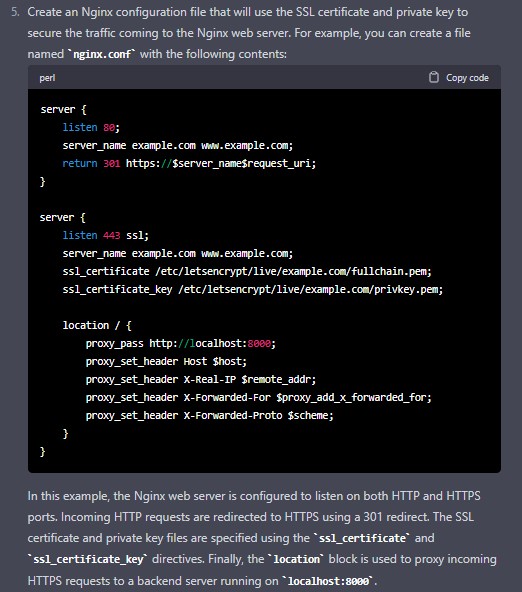 5. Create an Nginx configuration file that will use the SSL certificate and private key to
secure the traffic coming to the Nginx web server. For example, you can create a file
named `nginx.conf` with the following contents:
perl
Copy code
server {
    listen 80;
    server_name example.com www.example.com;
    return 301 https://$server_name$request_uri;
}
server {
    listen 443 ssl;
    server_name example.com www.example.com;
    ssl_certificate /etc/letsencrypt/live/example.com/fullchain.pem;
    ssl_certificate_key /etc/letsencrypt/live/example.com/privkey.pem;
    location / {
        proxy_pass http://localhost:8000;
        proxy_set_header Host $host;
        proxy_set_header X-Real-IP $remote_addr;
        proxy_set_header X-Forwarded-For $proxy_add_x_forwarded_for;
        proxy_set_header X-Forwarded-Proto $scheme;
    }
}
In this example, the Nginx web server is configured to listen on both HTTP and HTTPS
ports. Incoming HTTP requests are redirected to HTTPS using a 301 redirect. The SSL
certificate and private key files are specified using the `ssl_certificate` and
`ssl_certificate_key` directives. Finally, the `location` block is used to proxy incoming
HTTPS requests to a backend server running on `localhost:8000`.